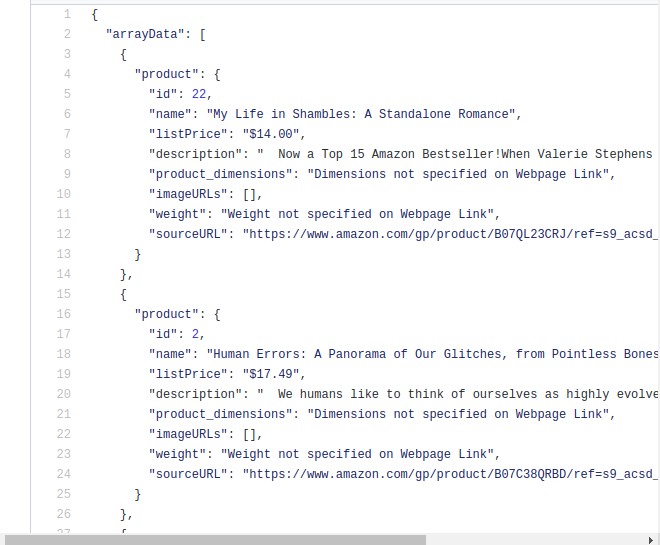 1 {
2 "arrayData": [
3 {
4 "product": {
5 "id": 22,
6 "name": "My Life in Shambles: A Standalone Romance",
7 "listPrice": "$14.00",
8 "description": "  Now a Top 15 Amazon Bestseller!When Valerie Stephens
9 "product_dimensions": "Dimensions not specified on Webpage Link",
10 "imageURLs": [],
11 "weight": "Weight not specified on Webpage Link",
12 "sourceURL": "https://www.amazon.com/gp/product/B07QL23CRJ/ref=s9_acsd_
13 }
14 },
15 {
16 "product": {
17 "id": 2,
18 "name": "Human Errors: A Panorama of Our Glitches, from Pointless Bones
19 "listPrice": "$17.49",
20 "description": "  We humans like to think of ourselves as highly evolve
21 "product_dimensions": "Dimensions not specified on Webpage Link",
22 "imageURLs": [],
23 "weight": "Weight not specified on Webpage Link",
24 "sourceURL": "https://www.amazon.com/gp/product/B07C38QRBD/ref=s9_acsd_
25 }
26 },
27 {